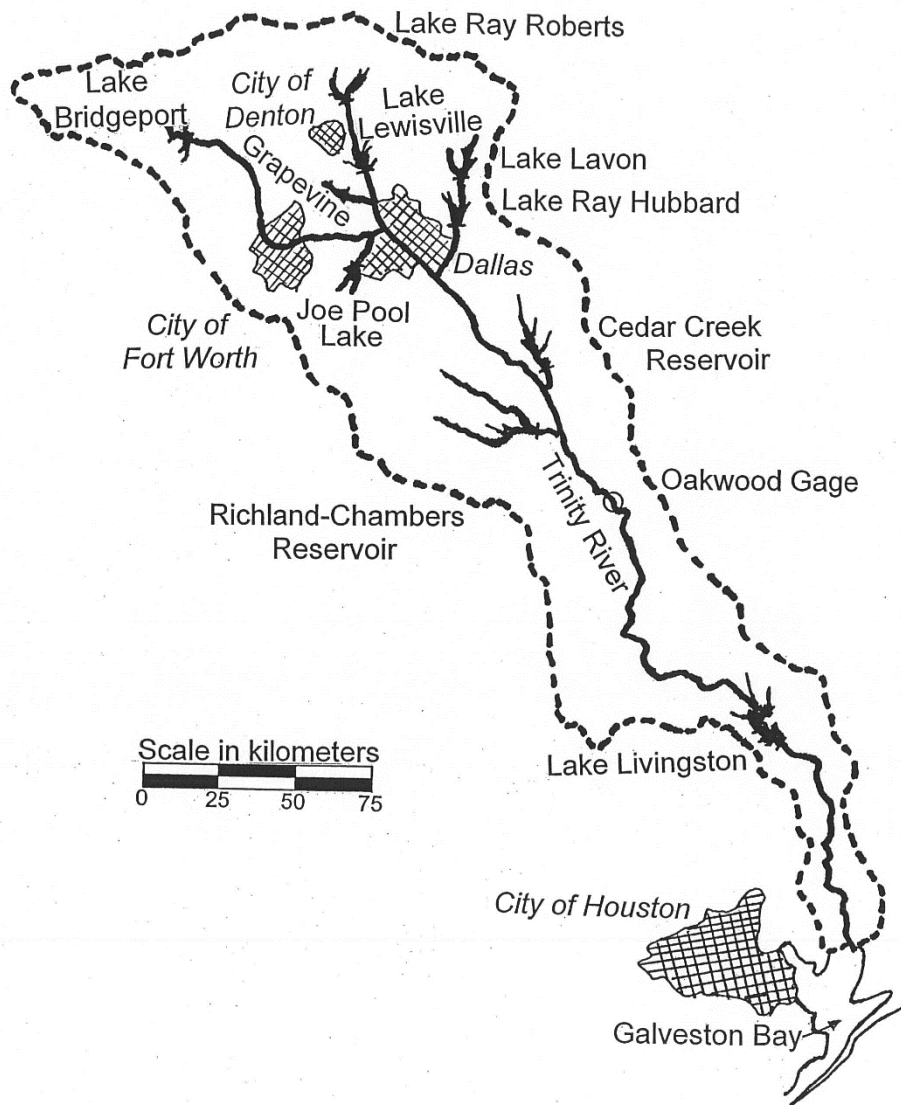 Lake Ray Roberts
Lake
Bridgeport
City of
Denton
Lake
Lewisville
Grapevine
Lake Lavon
Lake Ray Hubbard
Dallas
Joe Pool
Lake
City of
Fort Worth
Cedar Creek
Reservoir
Oakwood Gage
Trinity River
Richland-Chambers
Reservoir
Scale in kilometers
0 25 50 75
Lake Livingston
City of Houston
Galveston Bay